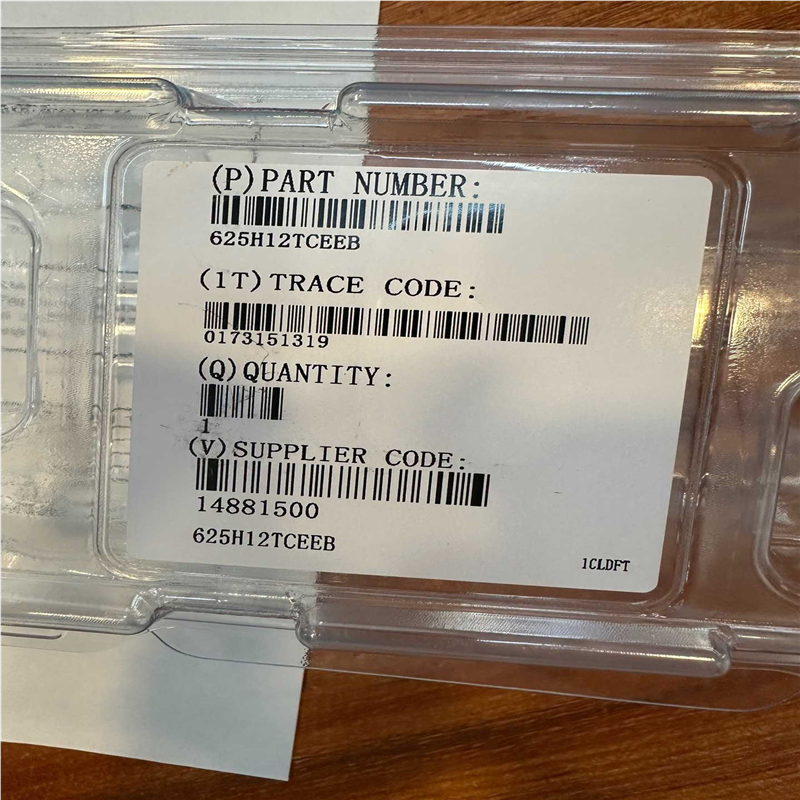 (P)PART NUMBER:
625H12TCEEB
(1T)TRACE CODE:
0173151319
(Q)QUANTITY:
1
(V)SUPPLIER CODE:
14881500
625H12TCEEB
1CLDFT